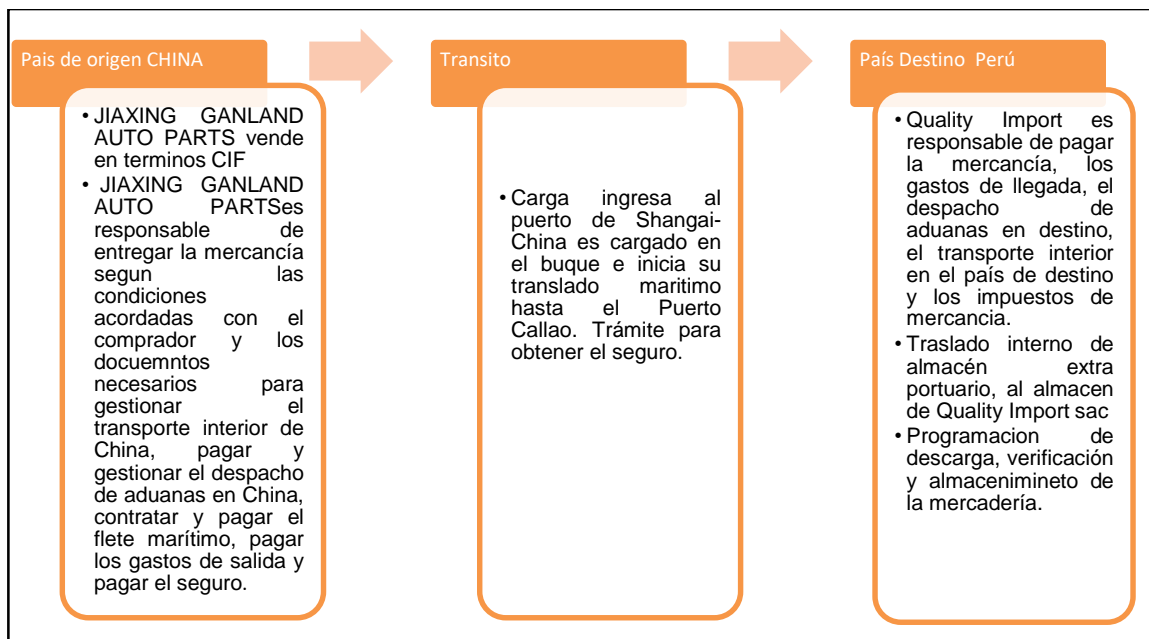 Pais de origen CHINA
• JIAXING GANLAND
AUTO PARTS vende
en terminos CIF
• JIAXING GANLAND
AUTO PARTSes
responsable de
entregar la mercancía
segun las
condiciones
acordadas con el
comprador y los
docuemntos
necesarios para
gestionar el
transporte interior de
China, pagar y
gestionar el despacho
de aduanas en China,
contratar y pagar el
flete marítimo, pagar
los gastos de salida y
pagar el seguro.
Transito
• Carga ingresa al
puerto de Shangai-
China es cargado en
el buque e inicia su
translado maritimo
hasta el Puerto
Callao. Trámite para
obtener el seguro.
País Destino Perú
• Quality Import es
responsable de pagar
la mercancía, los
gastos de llegada, el
despacho de
aduanas en destino,
el transporte interior
en el país de destino
y los impuestos de
mercancia.
• Traslado interno de
almacén extra
portuario, al almacen
de Quality Import sac
• Programacion de
descarga, verificación
y almacenimineto de
la mercadería.